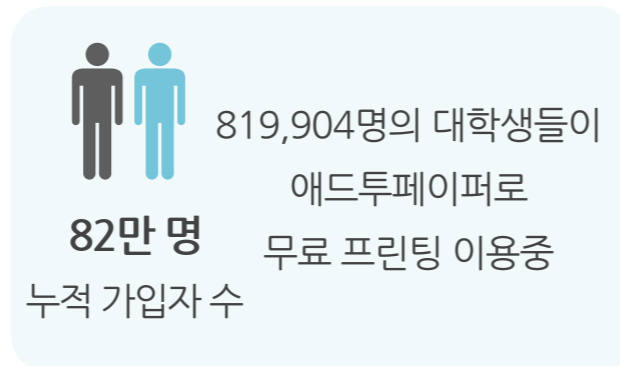 82만 명
누적 가입자 수
819,904명의 대학생들이
애드투페이퍼로
무료 프린팅 이용중